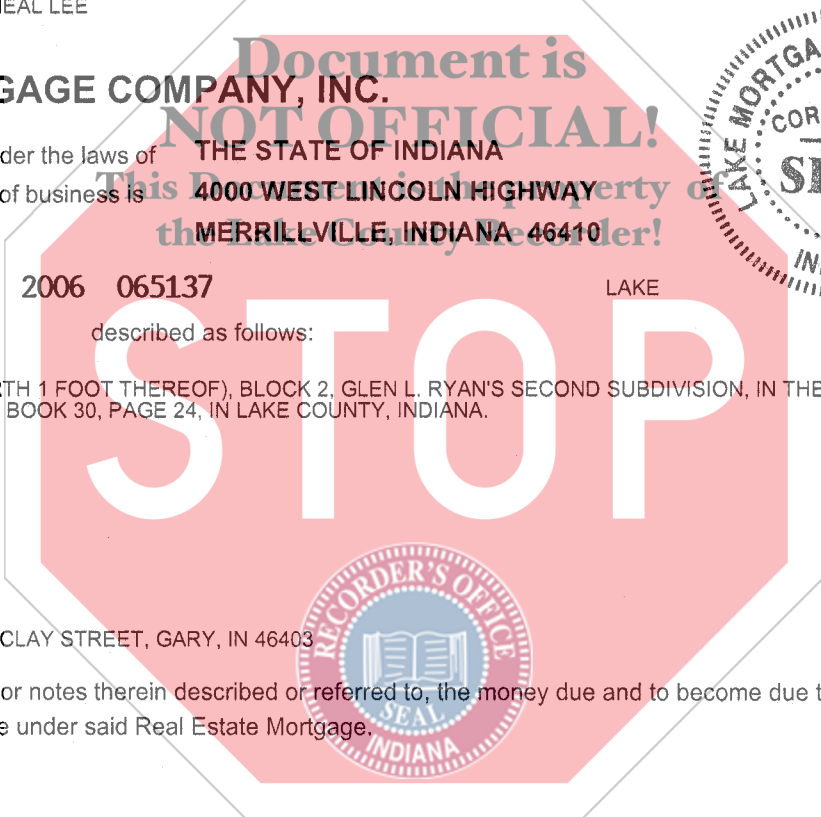 NEAL LEE
Document is
GAGE COMPANY, INC.
NOT OFFICIAL!
der the laws of THE STATE OF INDIANA
This Document is the property of
of business is 4000 WEST LINCOLN HIGHWAY
the Lake County Recorder!
MERRILLVILLE, INDIANA 46410
LAKE MORTGA
COR
SE
IN
2006 065137 LAKE
described as follows:
RTH 1 FOOT THEREOF), BLOCK 2, GLEN L. RYAN'S SECOND SUBDIVISION, IN THE
BOOK 30, PAGE 24, IN LAKE COUNTY, INDIANA.
STOP
CLAY STREET, GARY, IN 46403
RECORDER'S OFFICE
SEAL
INDIANA
or notes therein described or referred to, the money due and to become due t
e under said Real Estate Mortgage.